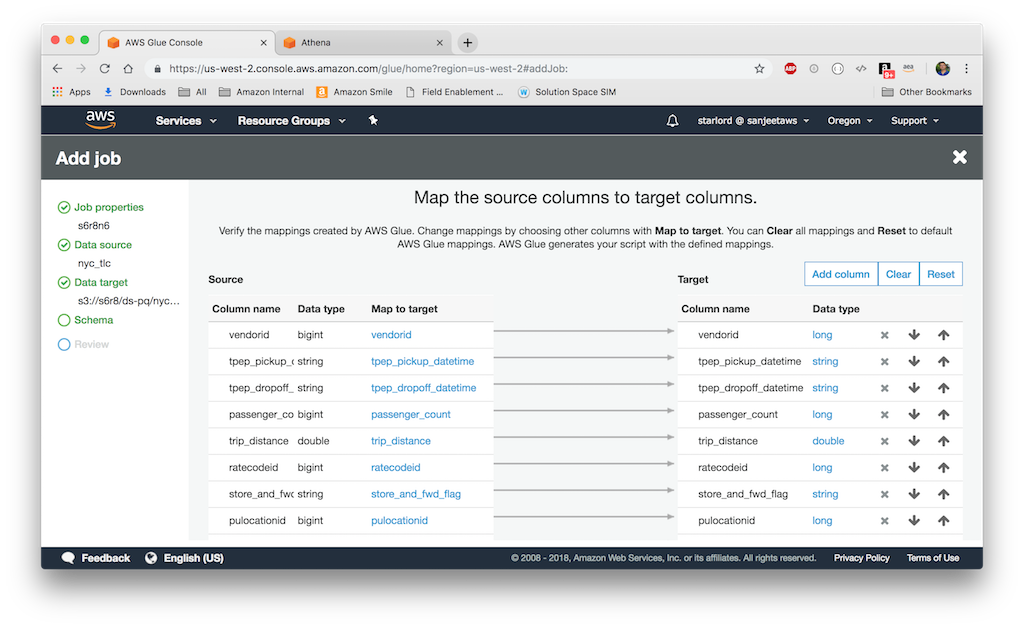 AWS Glue Console
Athena
https://us-west-2.console.aws.amazon.com/glue/home?region=us-west-2#addJob:
ABP
g+
aea
Apps Downloads All Amazon Internal Amazon Smile Field Enablement ... Solution Space SIM Other Bookmarks
aws Services Resource Groups starlord @ sanjeetaws Oregon Support
Add job
Job properties
s6r8n6
Data source
nyc_tlc
Data target
s3://s6r8/ds-pq/nyc...
Schema
Review
Map the source columns to target columns.
Verify the mappings created by AWS Glue. Change mappings by choosing other columns with Map to target. You can Clear all mappings and Reset to default
AWS Glue mappings. AWS Glue generates your script with the defined mappings.
Source
Target
Add column Clear Reset
Column name Data type Map to target Column name Data type
vendorid bigint vendorid vendorid long
tpep_pickup_c string tpep_pickup_datetime tpep_pickup_datetime string
tpep_dropoff_ string tpep_dropoff_datetime tpep_dropoff_datetime string
passenger_co bigint passenger_count passenger_count long
trip_distance double trip_distance trip_distance double
ratecodeid bigint ratecodeid ratecodeid long
store_and_fwc string store_and_fwd_flag store_and_fwd_flag string
pulocationid bigint pulocationid pulocationid long
Feedback English (US) © 2008 - 2018, Amazon Web Services, Inc. or its affiliates. All rights reserved. Privacy Policy Terms of Use